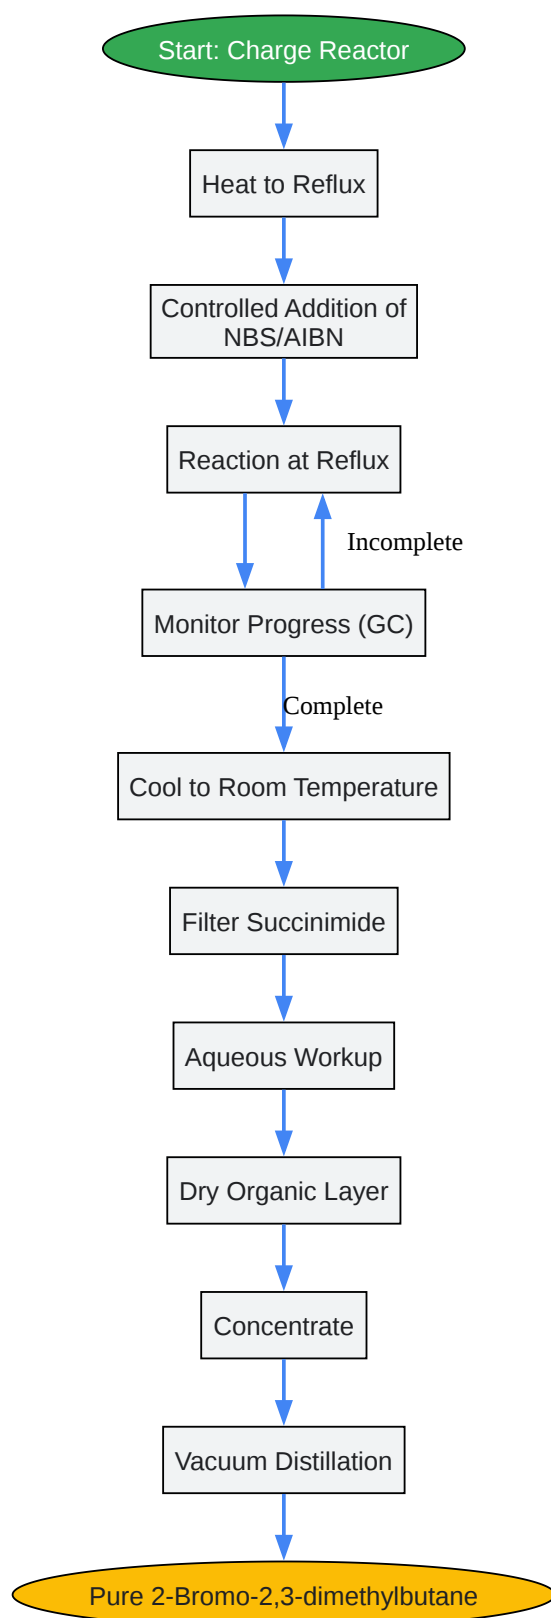 Start: Charge Reactor
Heat to Reflux
Controlled Addition of
NBS/AIBN
Reaction at Reflux
Incomplete
Monitor Progress (GC)
Complete
Cool to Room Temperature
Filter Succinimide
Aqueous Workup
Dry Organic Layer
Concentrate
Vacuum Distillation
Pure 2-Bromo-2,3-dimethylbutane